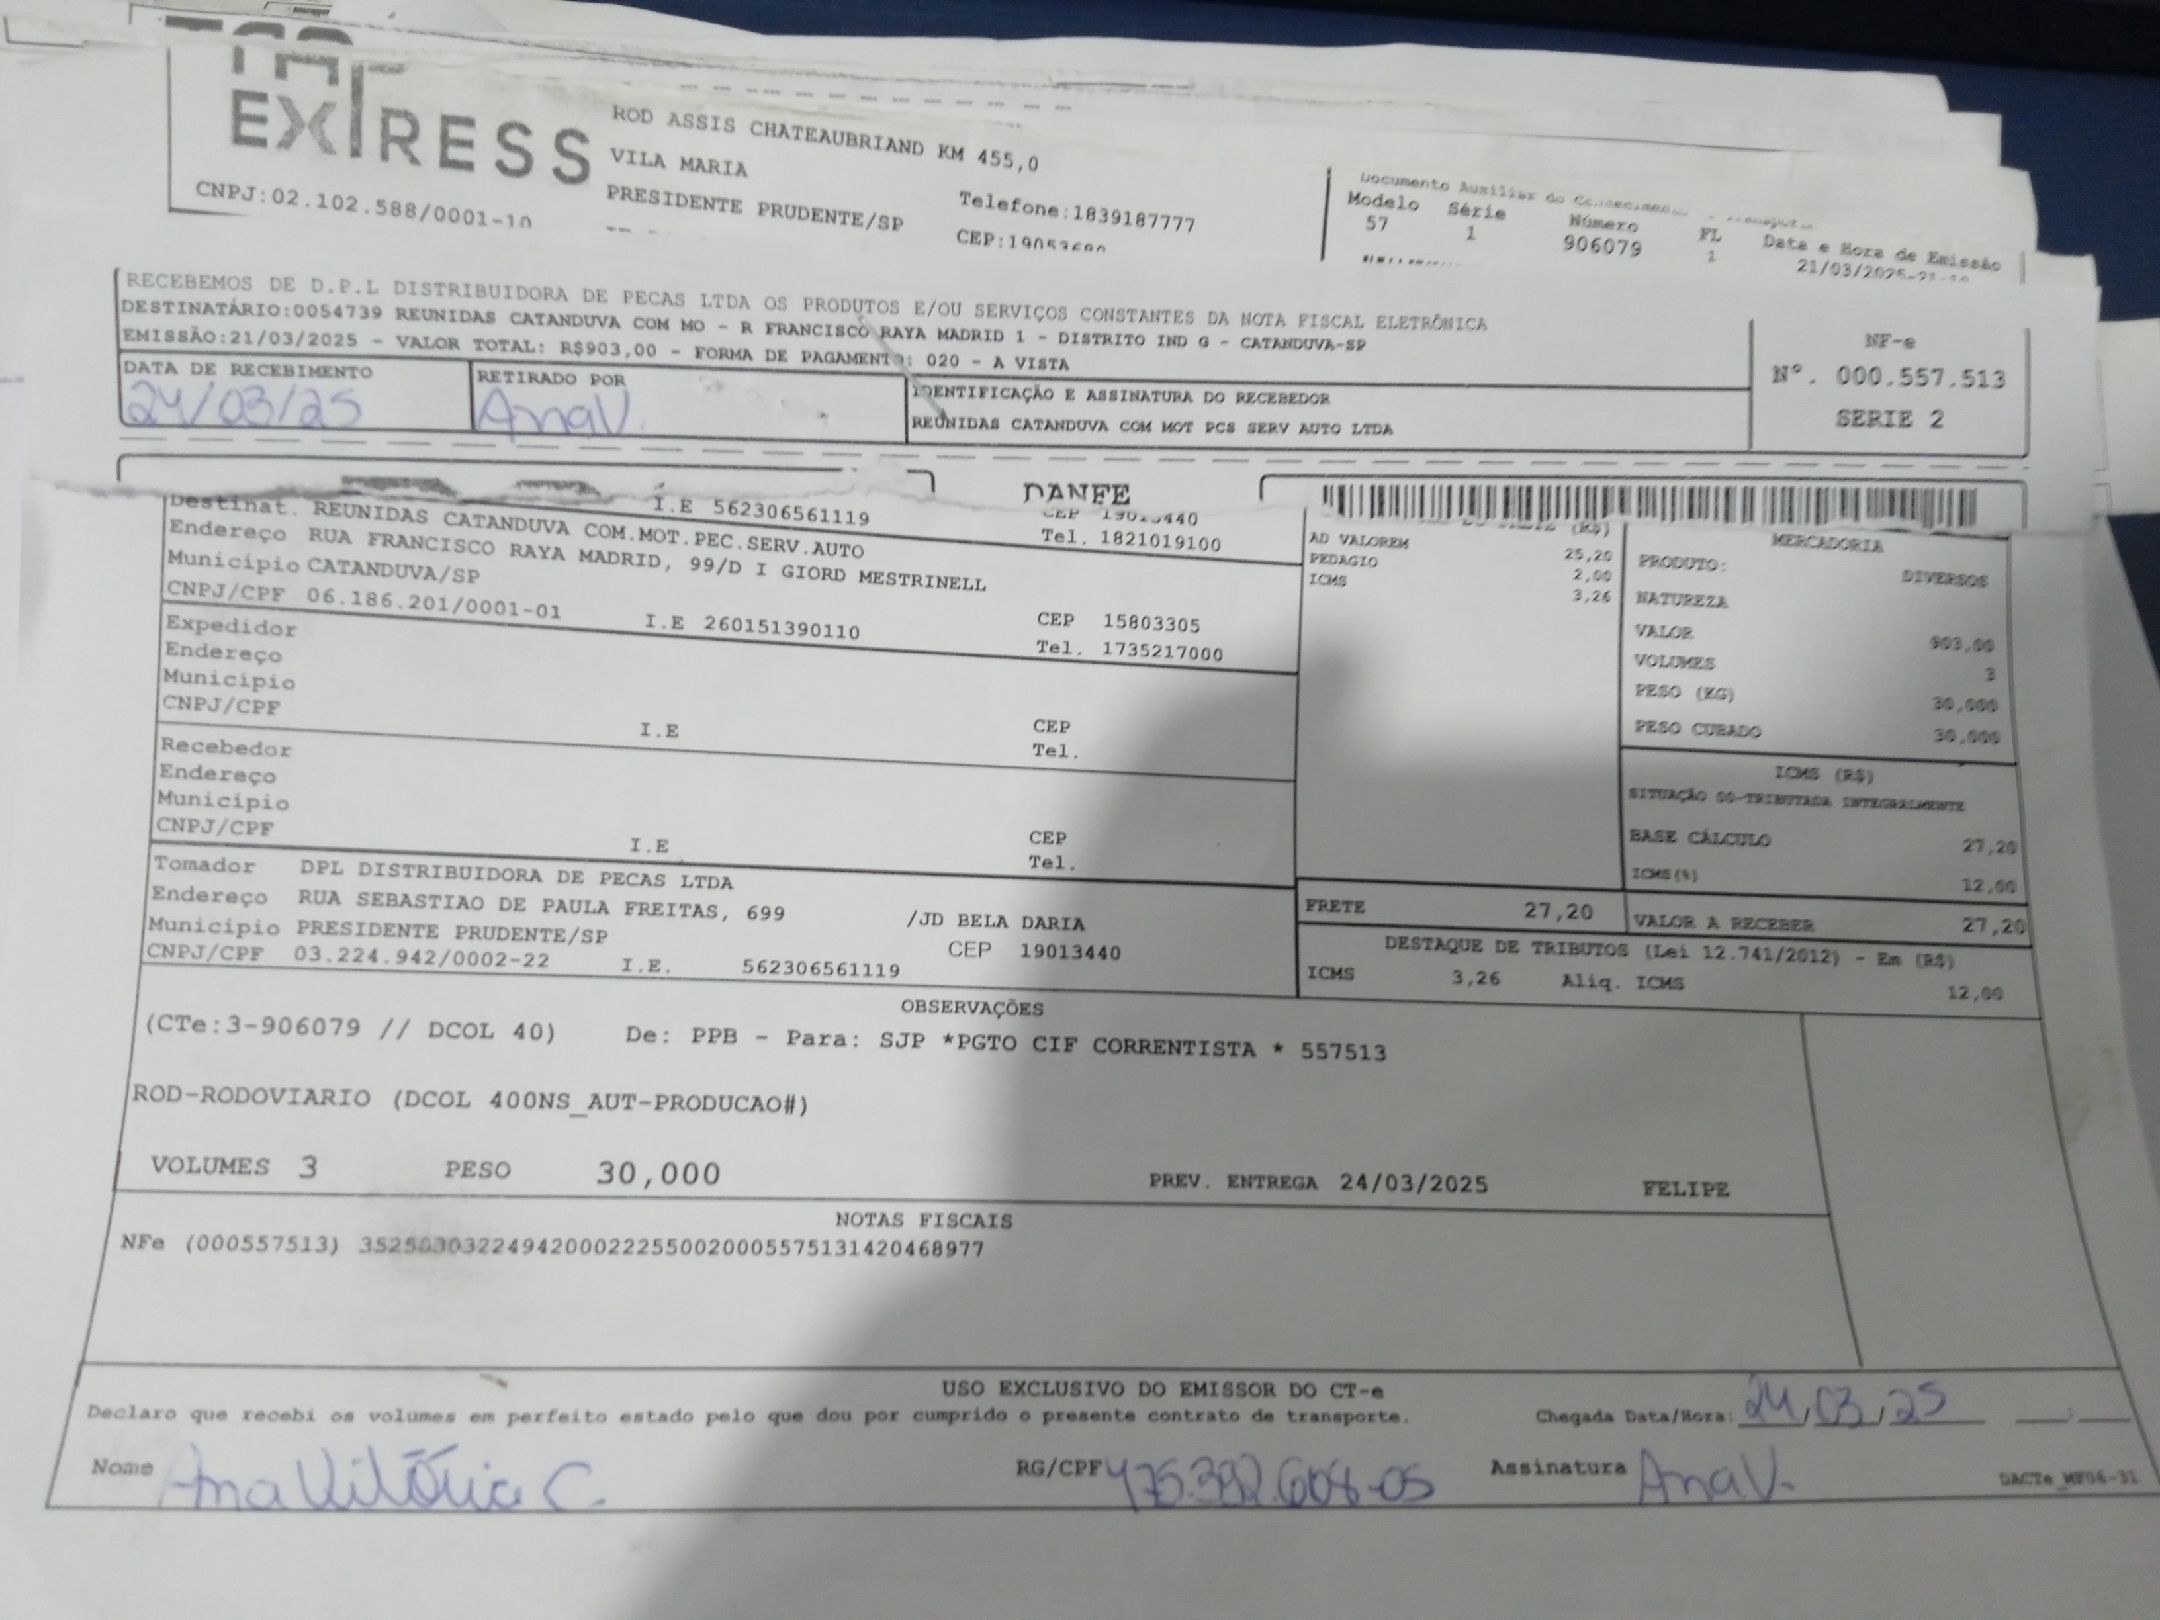 EXPRESS
CNPJ:02.102.588/0001-10
ROD ASSIS CHATEAUBRIAND KM 455,0
VILA MARIA
PRESIDENTE PRUDENTE/SP
Telefone:1839187777
Documento Auxiliar do
Modelo Série Número FL Data e Hora de Emissão
57 1 906079 1 21/03/2025
RECEBEMOS DE D.P.L DISTRIBUIDORA DE PECAS LTDA OS PRODUTOS E/OU SERVIÇOS CONSTANTES DA NOTA FISCAL ELETRÔNICA
DESTINATÁRIO:0054739 REUNIDAS CATANDUVA COM MO - R FRANCISCO RAYA MADRID 1 - DISTRITO IND G - CATANDUVA-SP
EMISSÃO:21/03/2025 - VALOR TOTAL: R$903,00 - FORMA DE PAGAMENTO: 020 - A VISTA
DATA DE RECEBIMENTO
24/03/25
RETIRADO POR
Ana V.
IDENTIFICAÇÃO E ASSINATURA DO RECEBEDOR
REUNIDAS CATANDUVA COM MOT PCS SERV AUTO LTDA
NF-e
Nº. 000.557.513
SERIE 2
DANFE
I.E 562306561119
Tel. 1821019100
Destinat. REUNIDAS CATANDUVA COM.MOT.PEC.SERV.AUTO
Endereço RUA FRANCISCO RAYA MADRID, 99/D I GIORD MESTRINELL
Município CATANDUVA/SP CEP 15803305
CNPJ/CPF 06.186.201/0001-01 I.E 260151390110 Tel. 1735217000
Expedidor
Endereço
Município CEP
CNPJ/CPF I.E Tel.
Recebedor
Endereço
Município CEP
CNPJ/CPF I.E Tel.
Tomador DPL DISTRIBUIDORA DE PECAS LTDA
Endereço RUA SEBASTIAO DE PAULA FREITAS, 699 /JD BELA DARIA
Município PRESIDENTE PRUDENTE/SP CEP 19013440
CNPJ/CPF 03.224.942/0002-22 I.E. 562306561119
AD VALOREM 25,20
PEDAGIO 2,00
ICMS 3,26
FRETE 27,20
MERCADORIA
PRODUTO: DIVERSOS
NATUREZA
VALOR 903,00
VOLUMES 3
PESO (KG) 30,000
PESO CUBADO 30,000
ICMS (R$)
SITUAÇÃO 00-TRIBUTADA INTEGRALMENTE
BASE CÁLCULO 27,20
ICMS(%) 12,00
VALOR A RECEBER 27,20
DESTAQUE DE TRIBUTOS (Lei 12.741/2012) - Em (R$)
ICMS 3,26 Aliq. ICMS 12,00
OBSERVAÇÕES
(CTe:3-906079 // DCOL 40) De: PPB - Para: SJP *PGTO CIF CORRENTISTA * 557513
ROD-RODOVIARIO (DCOL 400NS_AUT-PRODUCAO#)
VOLUMES 3 PESO 30,000 PREV. ENTREGA 24/03/2025 FELIPE
NOTAS FISCAIS
NFe (000557513) 35250303224942000222550020005575131420468977
USO EXCLUSIVO DO EMISSOR DO CT-e
Declaro que recebi os volumes em perfeito estado pelo que dou por cumprido o presente contrato de transporte. Chegada Data/Hora: 24/03/25
Nome Ana Vitória C. RG/CPF Assinatura Ana V.